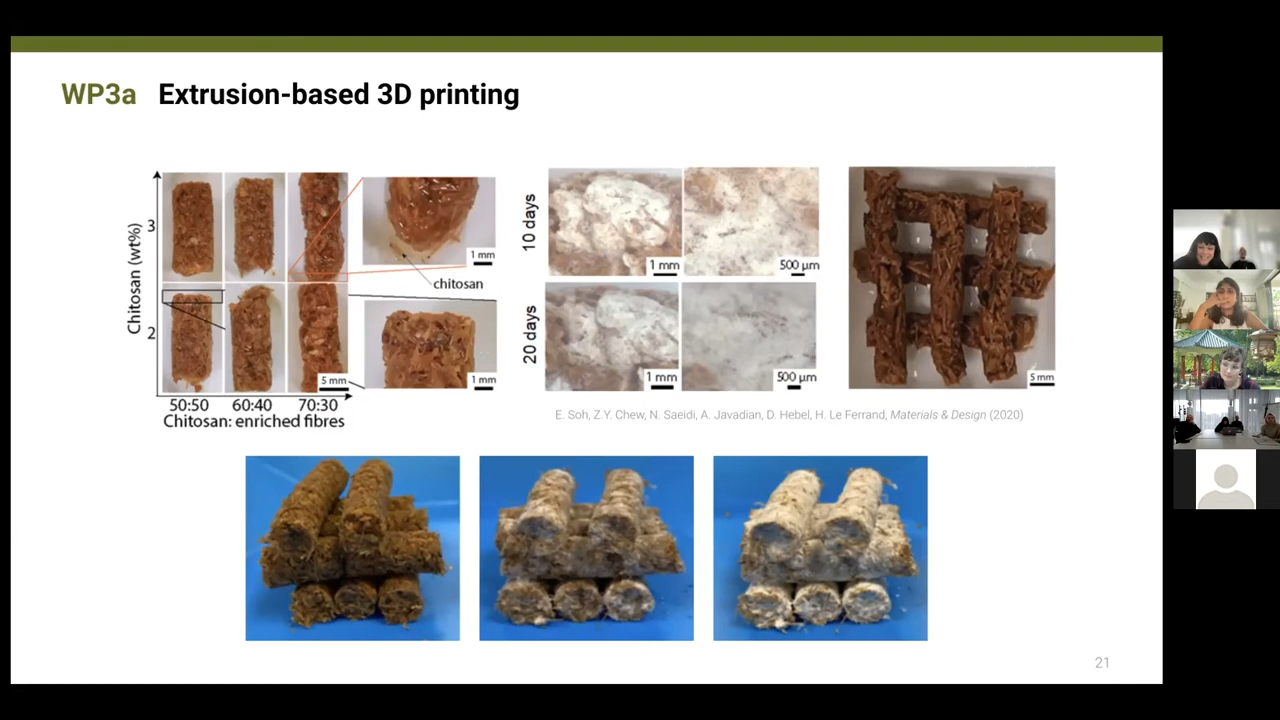 WP3a Extrusion-based 3D printing
Chitosan (wt%)
3
2
50:50 60:40 70:30
Chitosan: enriched fibres
1 mm
chitosan
5 mm
1 mm
10 days
1 mm
500 µm
20 days
1 mm
500 µm
5 mm
E. Soh, Z.Y. Chew, N. Saeidi, A. Javadian, D. Hebel, H. Le Ferrand, Materials & Design (2020)
21